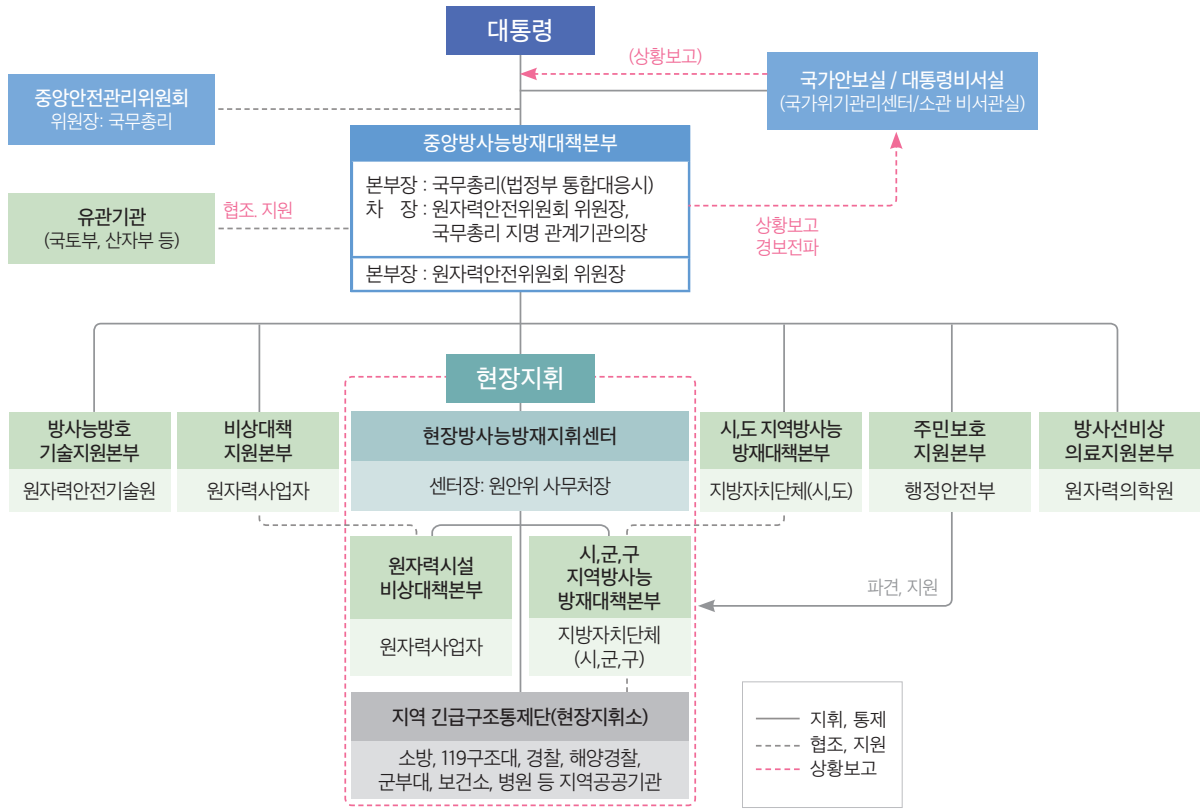 대통령
(상황보고)
국가안보실 / 대통령비서실
(국가위기관리센터/소관 비서관실)
중앙안전관리위원회
위원장: 국무총리
중앙방사능방재대책본부
본부장 : 국무총리(법정부 통합대응시)
차 장 : 원자력안전위원회 위원장,
국무총리 지명 관계기관의장
본부장 : 원자력안전위원회 위원장
유관기관
(국토부, 산자부 등)
협조. 지원
상황보고
경보전파
현장지휘
방사능방호
기술지원본부
원자력안전기술원
비상대책
지원본부
원자력사업자
현장방사능방재지휘센터
센터장: 원안위 사무처장
시,도 지역방사능
방재대책본부
지방자치단체(시,도)
주민보호
지원본부
행정안전부
방사선비상
의료지원본부
원자력의학원
원자력시설
비상대책본부
원자력사업자
시,군,구
지역방사능
방재대책본부
지방자치단체
(시,군,구)
파견, 지원
지역 긴급구조통제단(현장지휘소)
소방, 119구조대, 경찰, 해양경찰,
군부대, 보건소, 병원 등 지역공공기관
지휘, 통제
협조, 지원
상황보고